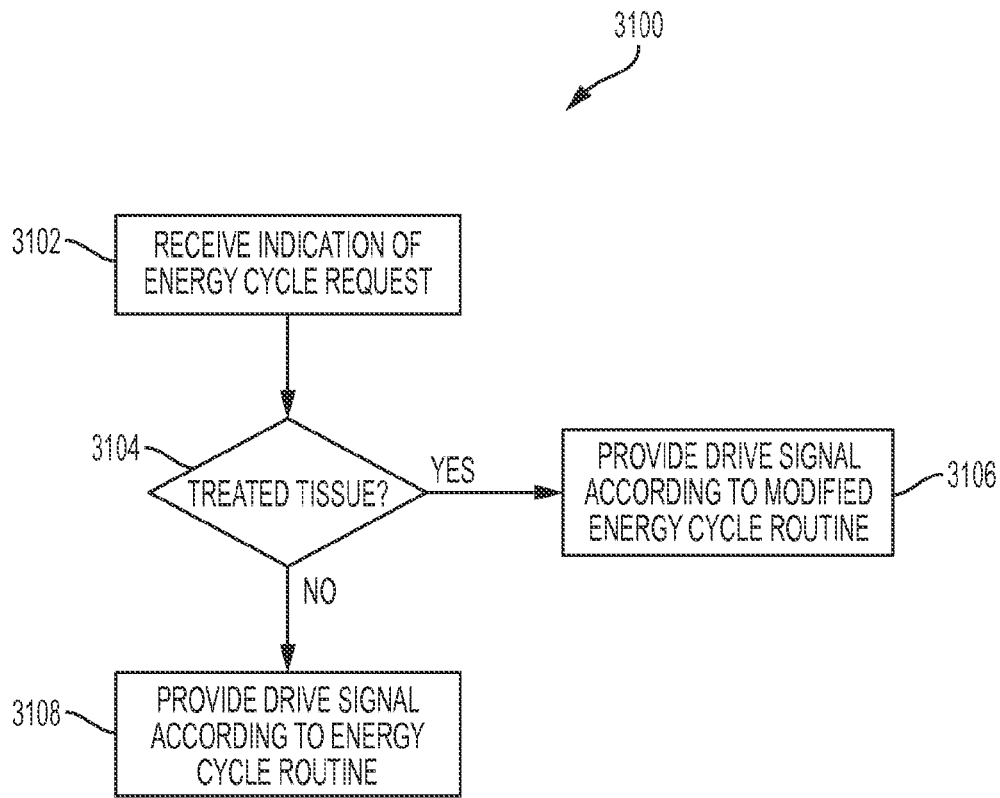 3100
3102
RECEIVE INDICATION OF
ENERGY CYCLE REQUEST
3104
TREATED TISSUE?
YES
PROVIDE DRIVE SIGNAL
ACCORDING TO MODIFIED
ENERGY CYCLE ROUTINE
3106
NO
3108
PROVIDE DRIVE SIGNAL
ACCORDING TO ENERGY
CYCLE ROUTINE